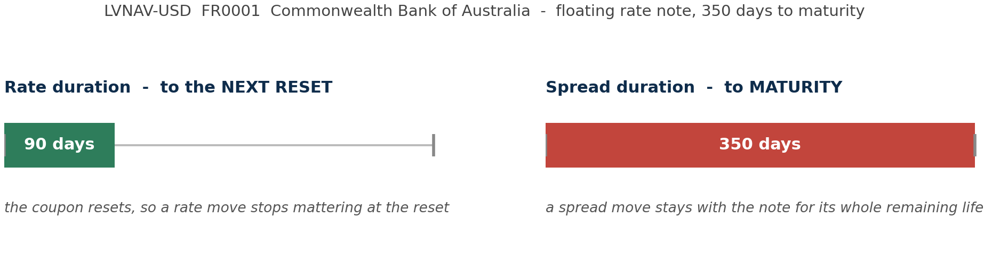 LVNAV-USD  FR0001  Commonwealth Bank of Australia  -  floating rate note, 350 days to maturity
Rate duration  -  to the NEXT RESET
90 days
the coupon resets, so a rate move stops mattering at the reset
Spread duration  -  to MATURITY
350 days
a spread move stays with the note for its whole remaining life